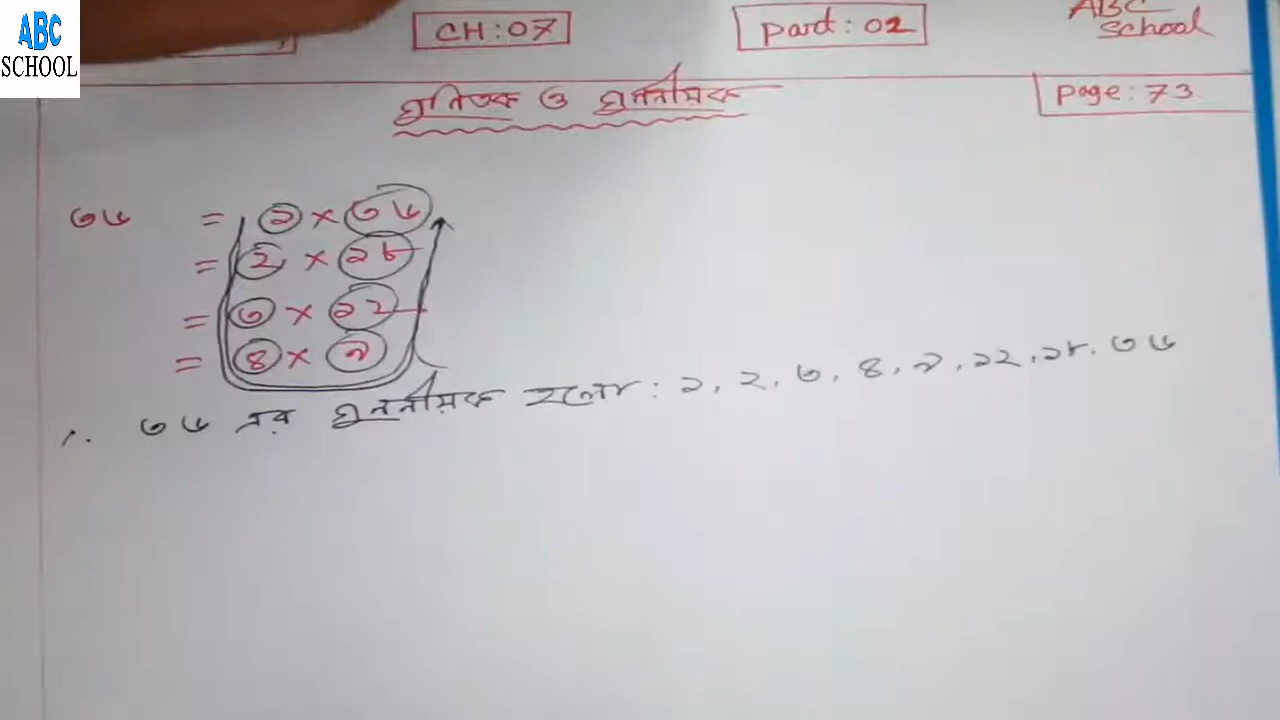 ABC
SCHOOL
CH:07
Part: 02
ABC
School
গুণিতক ও গুণনীয়ক
Page: 73
৩৬ = ১ × ৩৬
= ২ × ১৮
= ৩ × ১২
= ৪ × ৯
∴ ৩৬ এর গুণনীয়ক হলো: ১, ২, ৩, ৪, ৯, ১২, ১৮, ৩৬